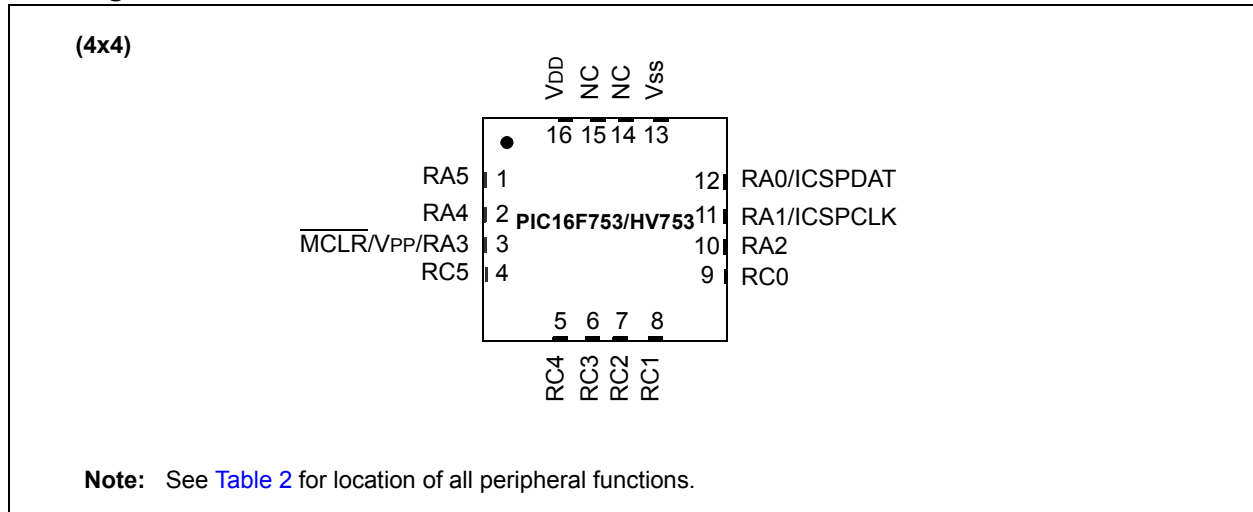 (4x4)
VDD NC NC Vss
16 15 14 13
RA5 1 12 RA0/ICSPDAT
RA4 2 PIC16F753/HV753 11 RA1/ICSPCLK
MCLR/VPP/RA3 3 10 RA2
RC5 4 9 RC0
5 6 7 8
RC4 RC3 RC2 RC1
Note: See Table 2 for location of all peripheral functions.